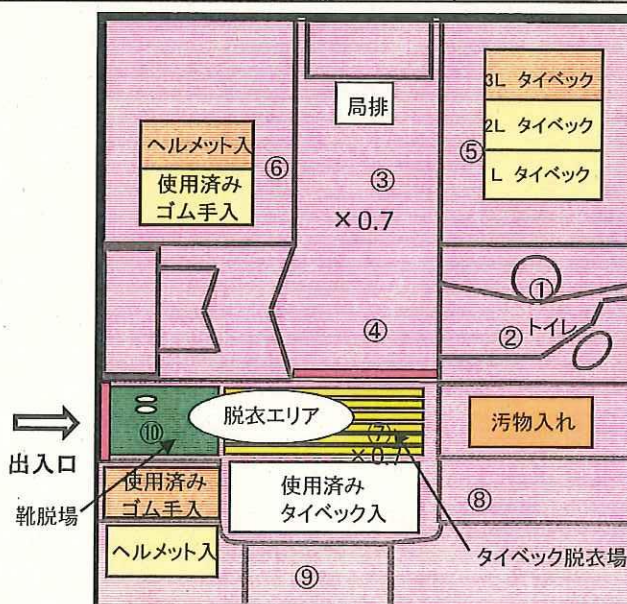 局排
3L タイベック
2L タイベック
L タイベック
ヘルメット入
使用済み
ゴム手入
⑥
③
⑤
×0.7
①
②
トイレ
④
⑩
脱衣エリア
(7)
×0.7
汚物入れ
出入口
靴脱場
使用済み
ゴム手入
使用済み
タイベック入
⑧
ヘルメット入
タイベック脱衣場
⑨